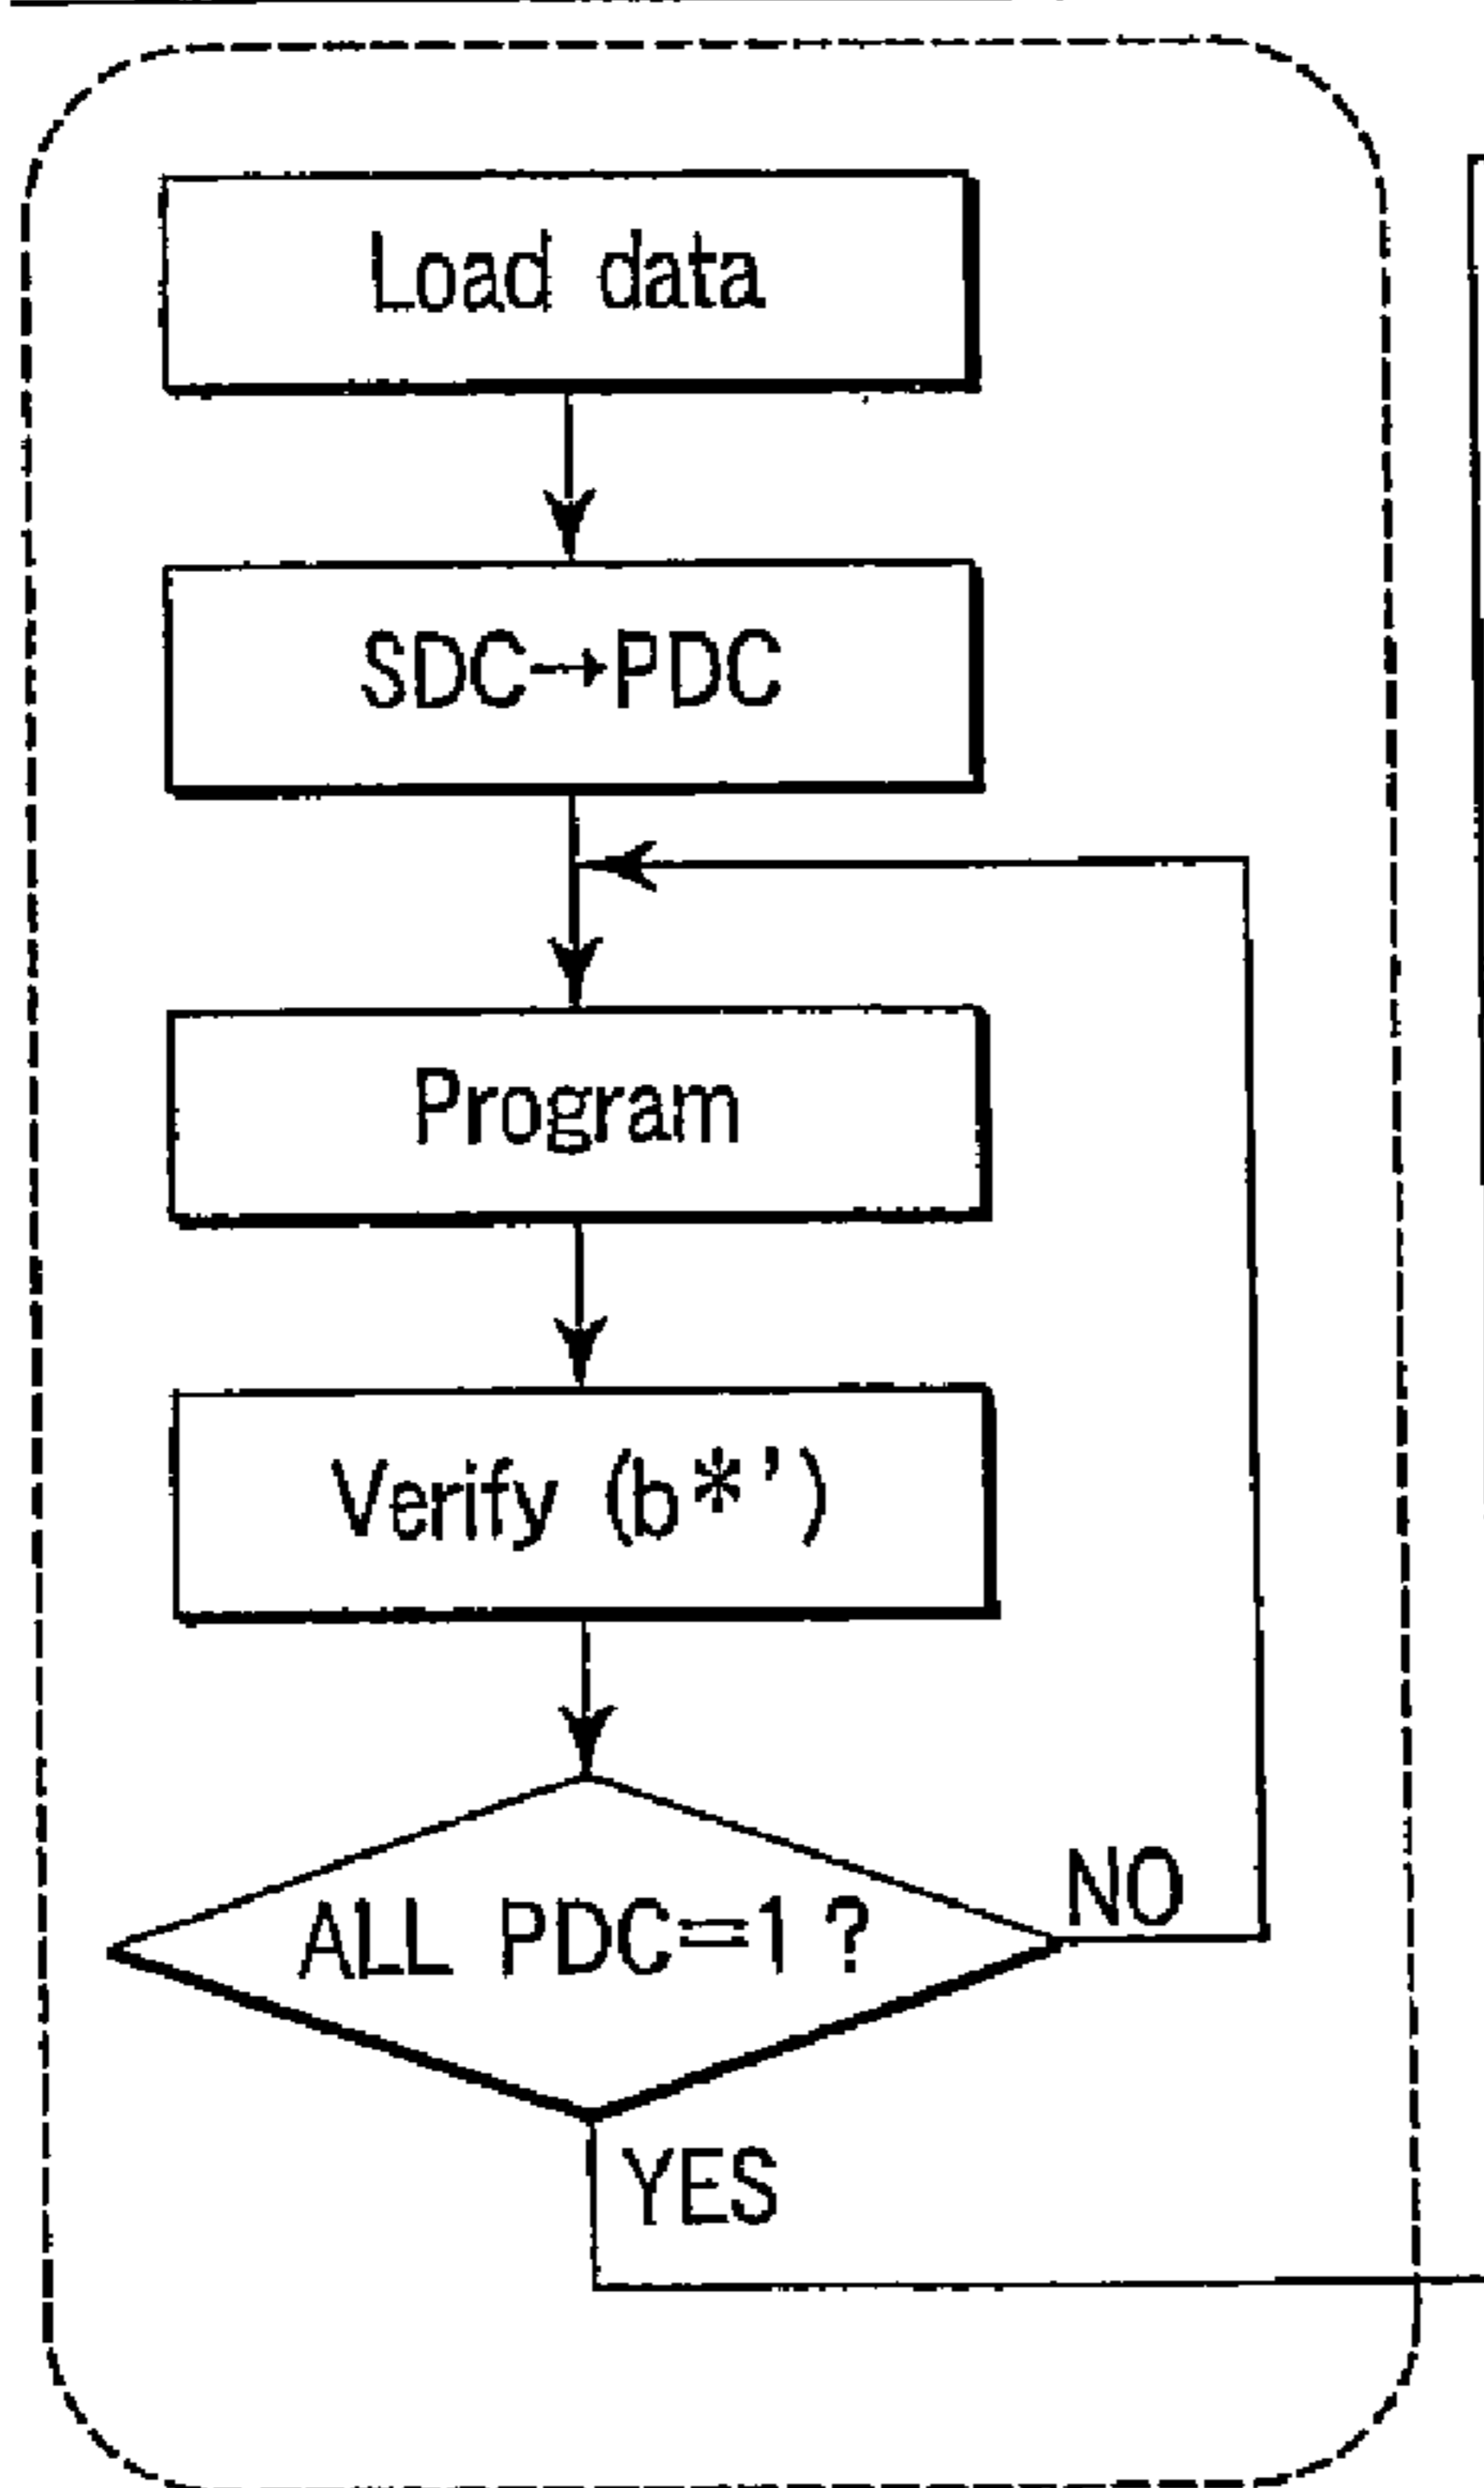 Load data
SDC→PDC
Program
Verify (b*')
ALL PDC=1?
NO
YES